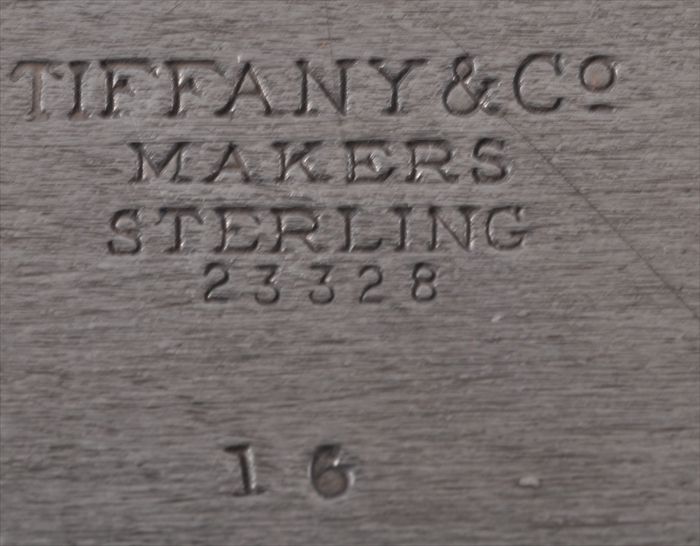 TIFFANY & Cº
MAKERS
STERLING
23328
16